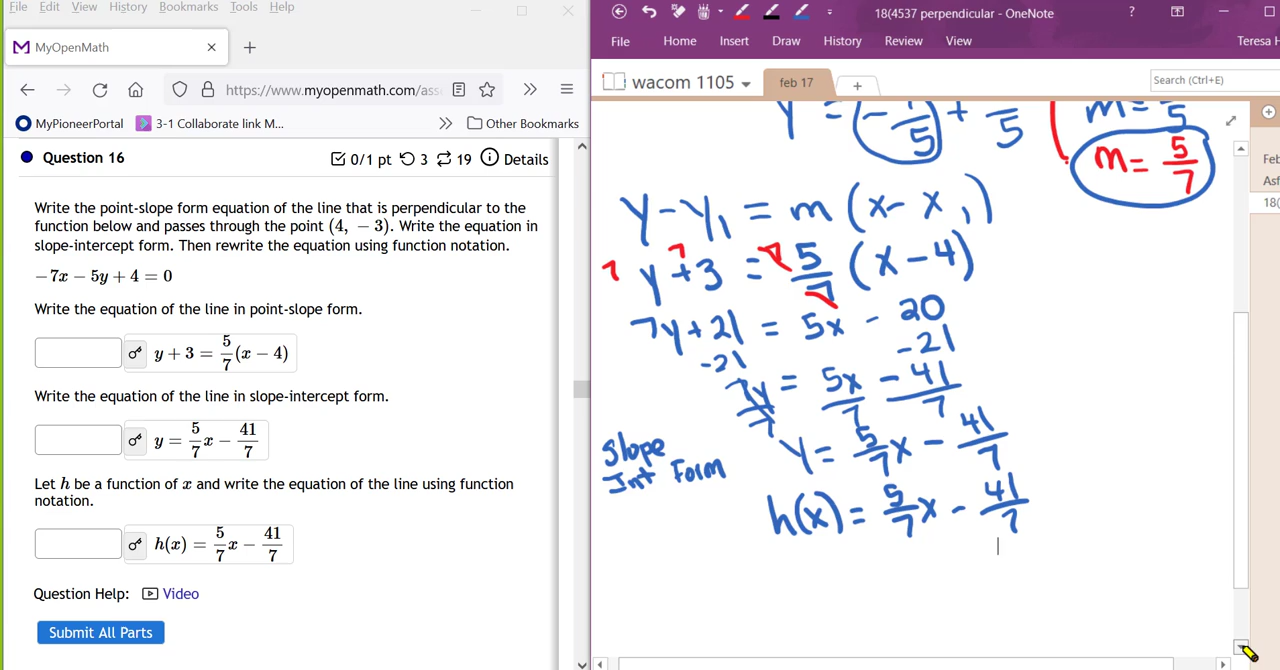 File Edit View History Bookmarks Tools Help
MyOpenMath
https://www.myopenmath.com/ass
MyPioneerPortal 3-1 Collabrate link M... Other Bookmarks
Question 16 0/1 pt 3 19 Details
Write the point-slope form equation of the line that is perpendicular to the
function below and passes through the point (4, −3). Write the equation in
slope-intercept form. Then rewrite the equation using function notation.
−7x − 5y + 4 = 0
Write the equation of the line in point-slope form.
y + 3 = 5/7(x − 4)
Write the equation of the line in slope-intercept form.
y = 5/7x − 41/7
Let h be a function of x and write the equation of the line using function
notation.
h(x) = 5/7x − 41/7
Question Help: Video
Submit All Parts
18(4537 perpendicular - OneNote ?
File Home Insert Draw History Review View Teresa H
wacom 1105 feb 17 + Search (Ctrl+E)
m = 5/7
y − y₁ = m (x − x₁)
7 y + 3 7 = 7 5/7 (x − 4)
7y + 21 = 5x − 20
−21 −21
7y/7 = 5x/7 − 41/7
y = 5/7x − 41/7
Slope
Int Form
h(x) = 5/7x − 41/7
Feb
Asf
18(